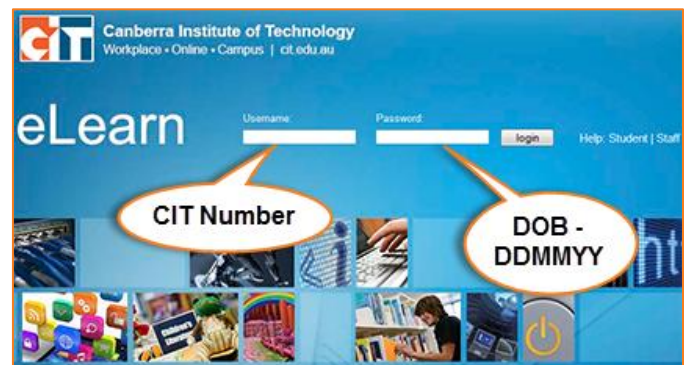 CIT
Canberra Institute of Technology
Workplace • Online • Campus | cit.edu.au
eLearn
Username:
Password:
login
Help: Student | Staff
CIT Number
DOB -
DDMMYY
Children's